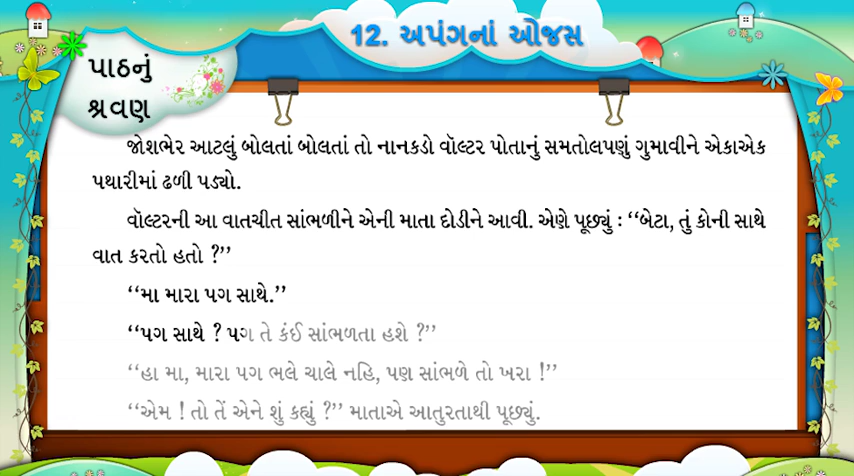 12. અપંગનાં ઓજસ
પાઠનું
શ્રવણ
જોશભેર આટલું બોલતાં બોલતાં તો નાનકડો વૉલ્ટર પોતાનું સમતોલપણું ગુમાવીને એકાએક
પથારીમાં ઢળી પડ્યો.
વૉલ્ટરની આ વાતચીત સાંભળીને એની માતા દોડીને આવી. એણે પૂછ્યું : “બેટા, તું કોની સાથે
વાત કરતો હતો ?”
“મા મારા પગ સાથે.”
“પગ સાથે ? પગ તે કંઈ સાંભળતા હશે ?”
“હા મા, મારા પગ ભલે ચાલે નહિ, પણ સાંભળે તો ખરા !”
“એમ ! તો તેં એને શું કહ્યું ?” માતાએ આતુરતાથી પૂછ્યું.